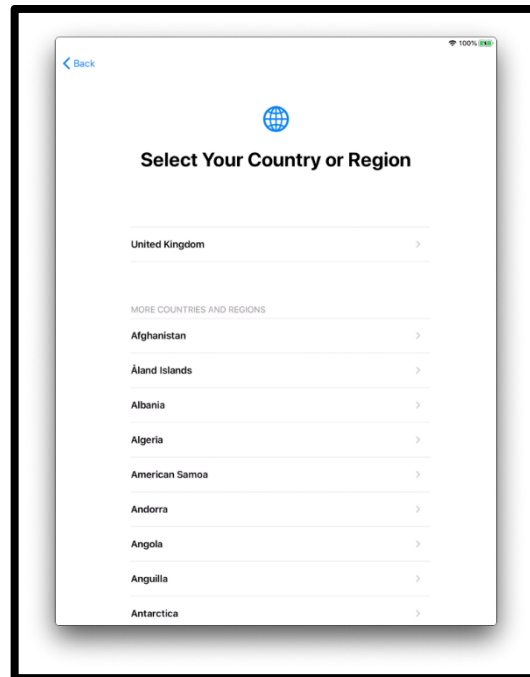 100%
Back
Select Your Country or Region
United Kingdom
MORE COUNTRIES AND REGIONS
Afghanistan
Åland Islands
Albania
Algeria
American Samoa
Andorra
Angola
Anguilla
Antarctica